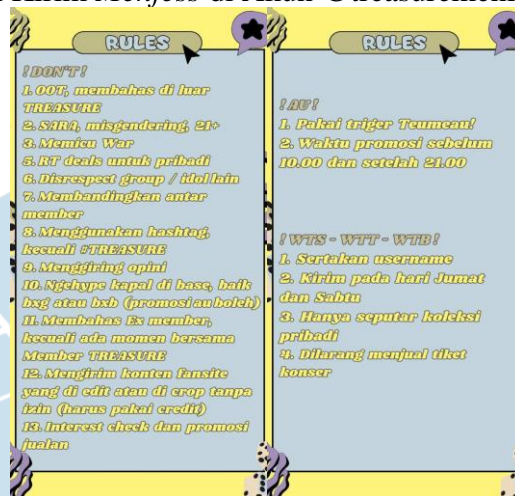 RULES
! DON'T !
1. OOT, membahas di luar
TREASURE
2. SARA, misgendering, 21+
3. Memicu War
5. RT deals untuk pribadi
6. Disrespect group / idol lain
7. Membandingkan antar
member
8. Menggunakan hashtag,
kecuali #TREASURE
9. Menggiring opini
10. Ngehype kapal di base, baik
bxg atau bxb (promosi au boleh)
11. Membahas Ex member,
kecuali ada momen bersama
Member TREASURE
12. Mengirim konten fansite
yang di edit atau di crop tanpa
izin (harus pakai credit)
13. Interest check dan promosi
jualan
RULES
! AU !
1. Pakai triger Teumeau!
2. Waktu promosi sebelum
10.00 dan setelah 21.00
! WTS - WTT - WTB !
1. Sertakan username
2. Kirim pada hari Jumat
dan Sabtu
3. Hanya seputar koleksi
pribadi
4. Dilarang menjual tiket
konser